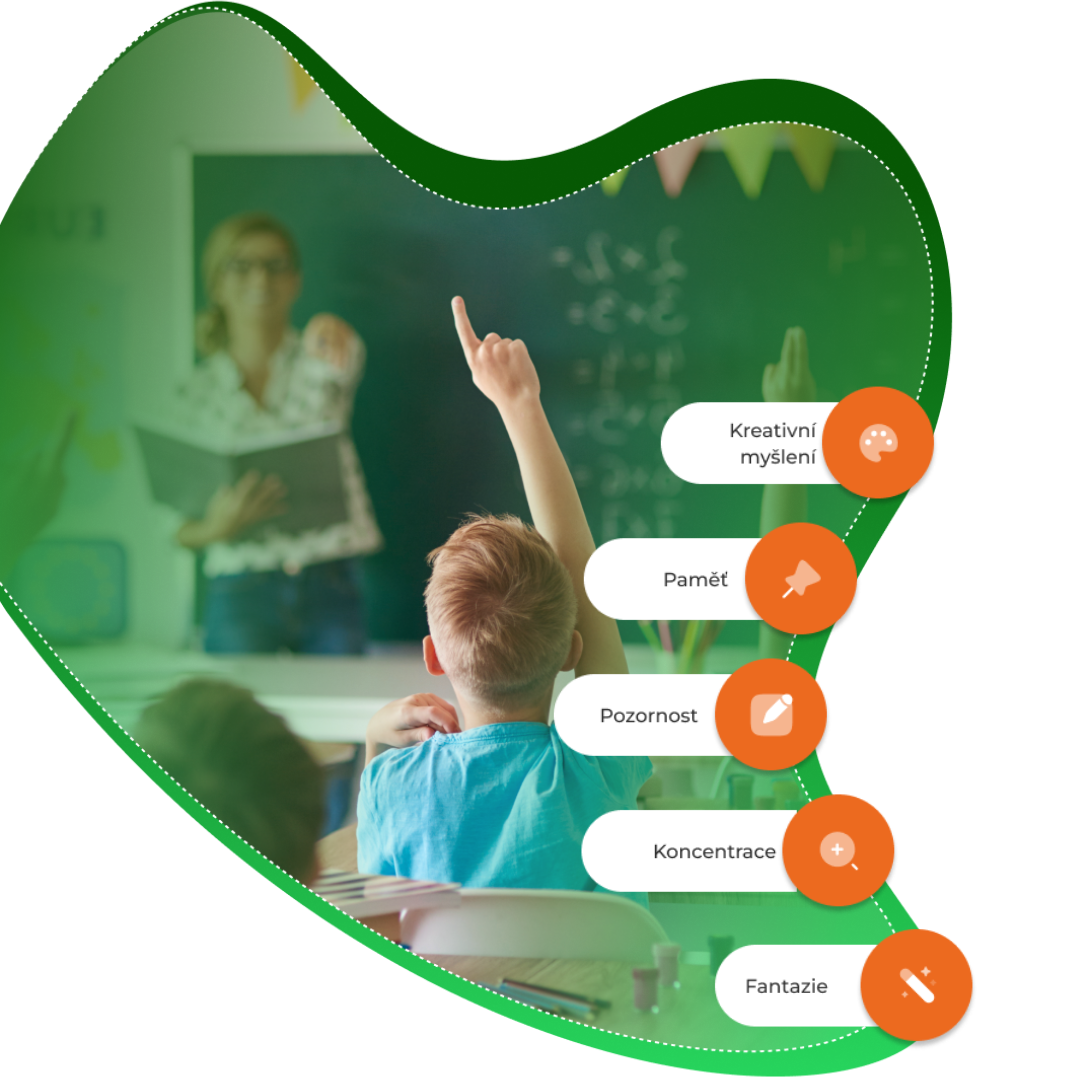 Kreativní
myšlení
Paměť
Pozornost
Koncentrace
Fantazie